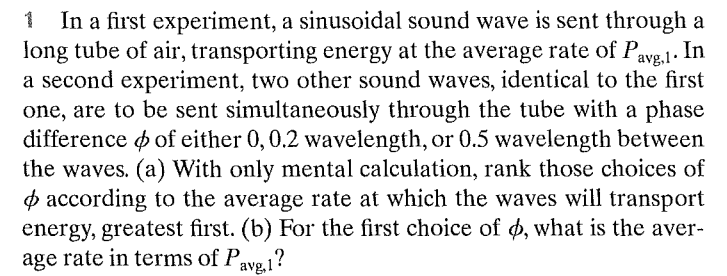 1 In a first experiment, a sinusoidal sound wave is sent through a
long tube of air, transporting energy at the average rate of Pavg,1. In
a second experiment, two other sound waves, identical to the first
one, are to be sent simultaneously through the tube with a phase
difference ϕ of either 0, 0.2 wavelength, or 0.5 wavelength between
the waves. (a) With only mental calculation, rank those choices of
ϕ according to the average rate at which the waves will transport
energy, greatest first. (b) For the first choice of ϕ, what is the aver-
age rate in terms of Pavg,1?